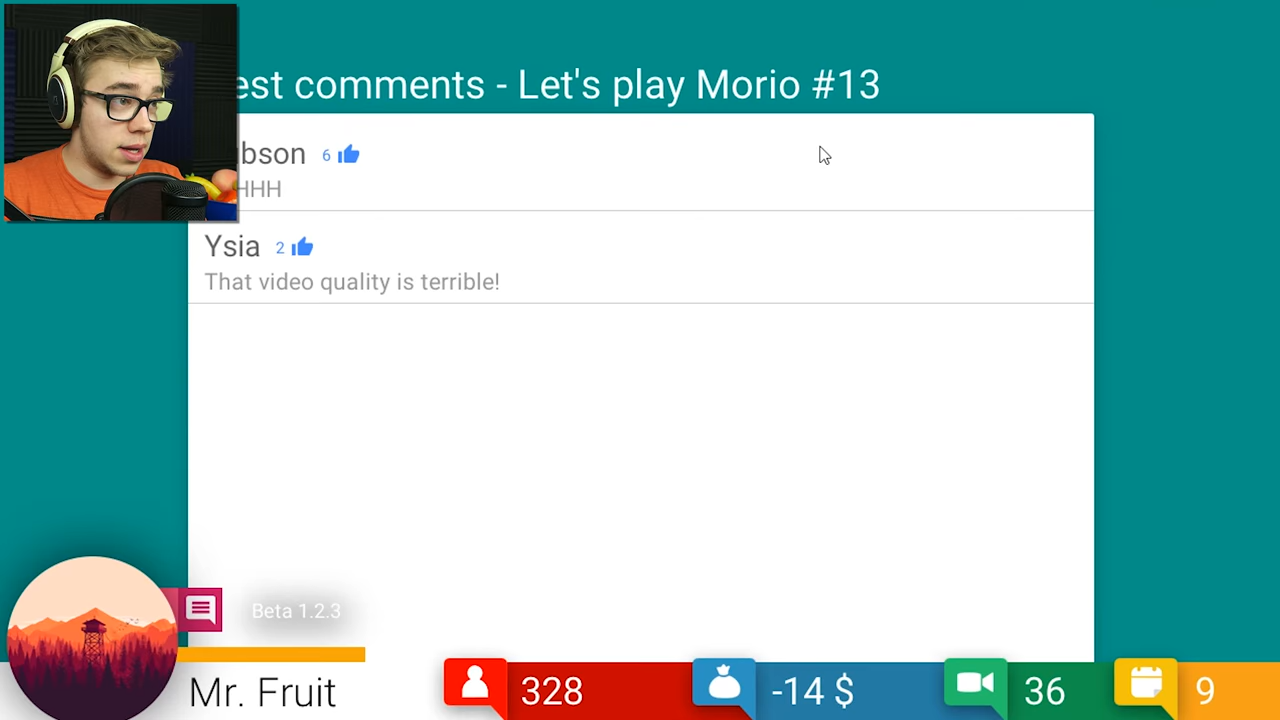 est comments - Let's play Morio #13
bson 6
HHH
Ysia 2
That video quality is terrible!
Beta 1.2.3
Mr. Fruit
328
-14 $
36
9